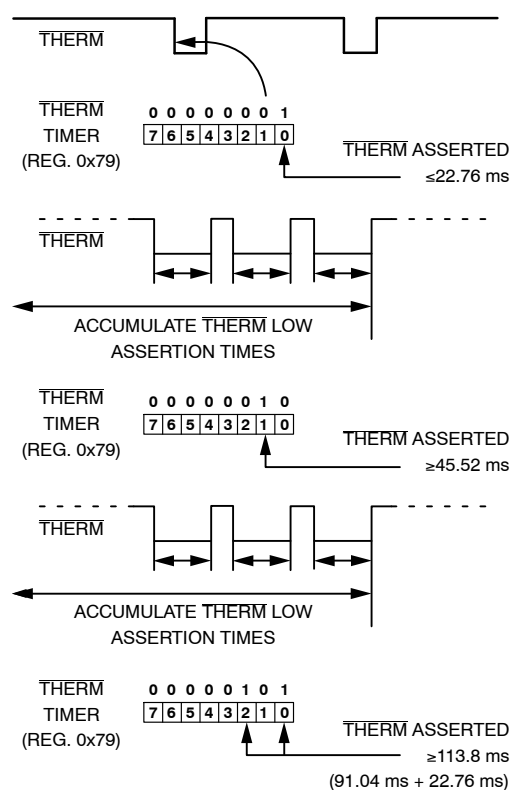 THERM
THERM
TIMER
(REG. 0x79)
0 0 0 0 0 0 0 1
7 6 5 4 3 2 1 0
THERM ASSERTED
≤22.76 ms
THERM
ACCUMULATE THERM LOW
ASSERTION TIMES
THERM
TIMER
(REG. 0x79)
0 0 0 0 0 0 1 0
7 6 5 4 3 2 1 0
THERM ASSERTED
≥45.52 ms
THERM
ACCUMULATE THERM LOW
ASSERTION TIMES
THERM
TIMER
(REG. 0x79)
0 0 0 0 0 1 0 1
7 6 5 4 3 2 1 0
THERM ASSERTED
≥113.8 ms
(91.04 ms + 22.76 ms)